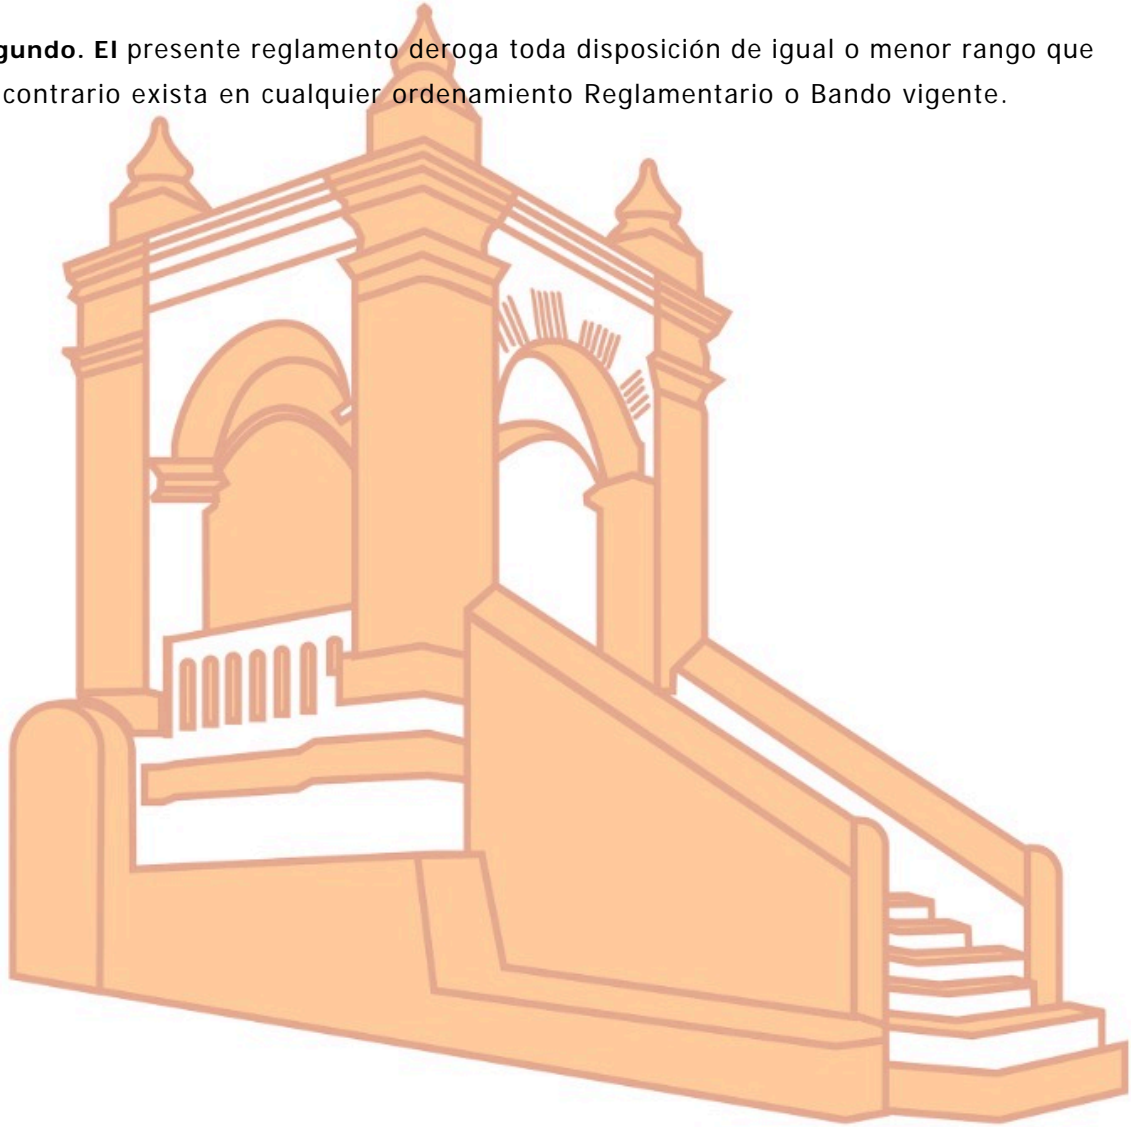 gundo. El presente reglamento deroga toda disposición de igual o menor rango que
contrario exista en cualquier ordenamiento Reglamentario o Bando vigente.